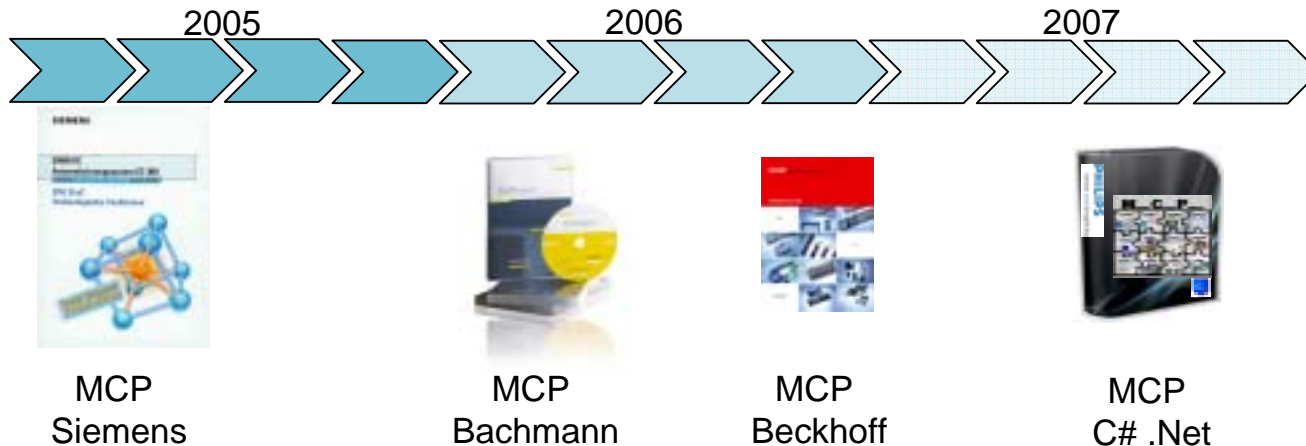 2005 2006 2007
SIEMENS
M C P
MCP
Siemens
MCP
Bachmann
MCP
Beckhoff
MCP
C# .Net